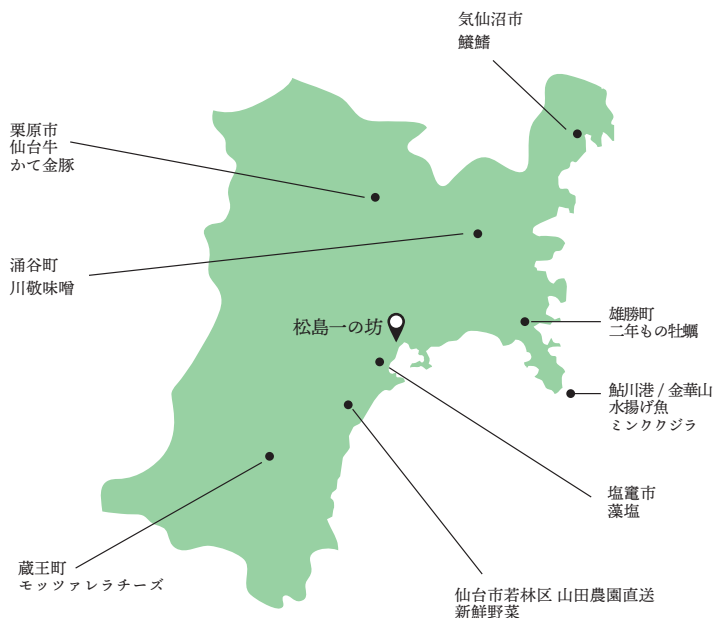 気仙沼市
鱶鰭
栗原市
仙台牛
かて金豚
涌谷町
川敬味噌
松島一の坊
雄勝町
二年もの牡蠣
鮎川港 / 金華山
水揚げ魚
ミンククジラ
塩竈市
藻塩
蔵王町
モッツァレラチーズ
仙台市若林区 山田農園直送
新鮮野菜